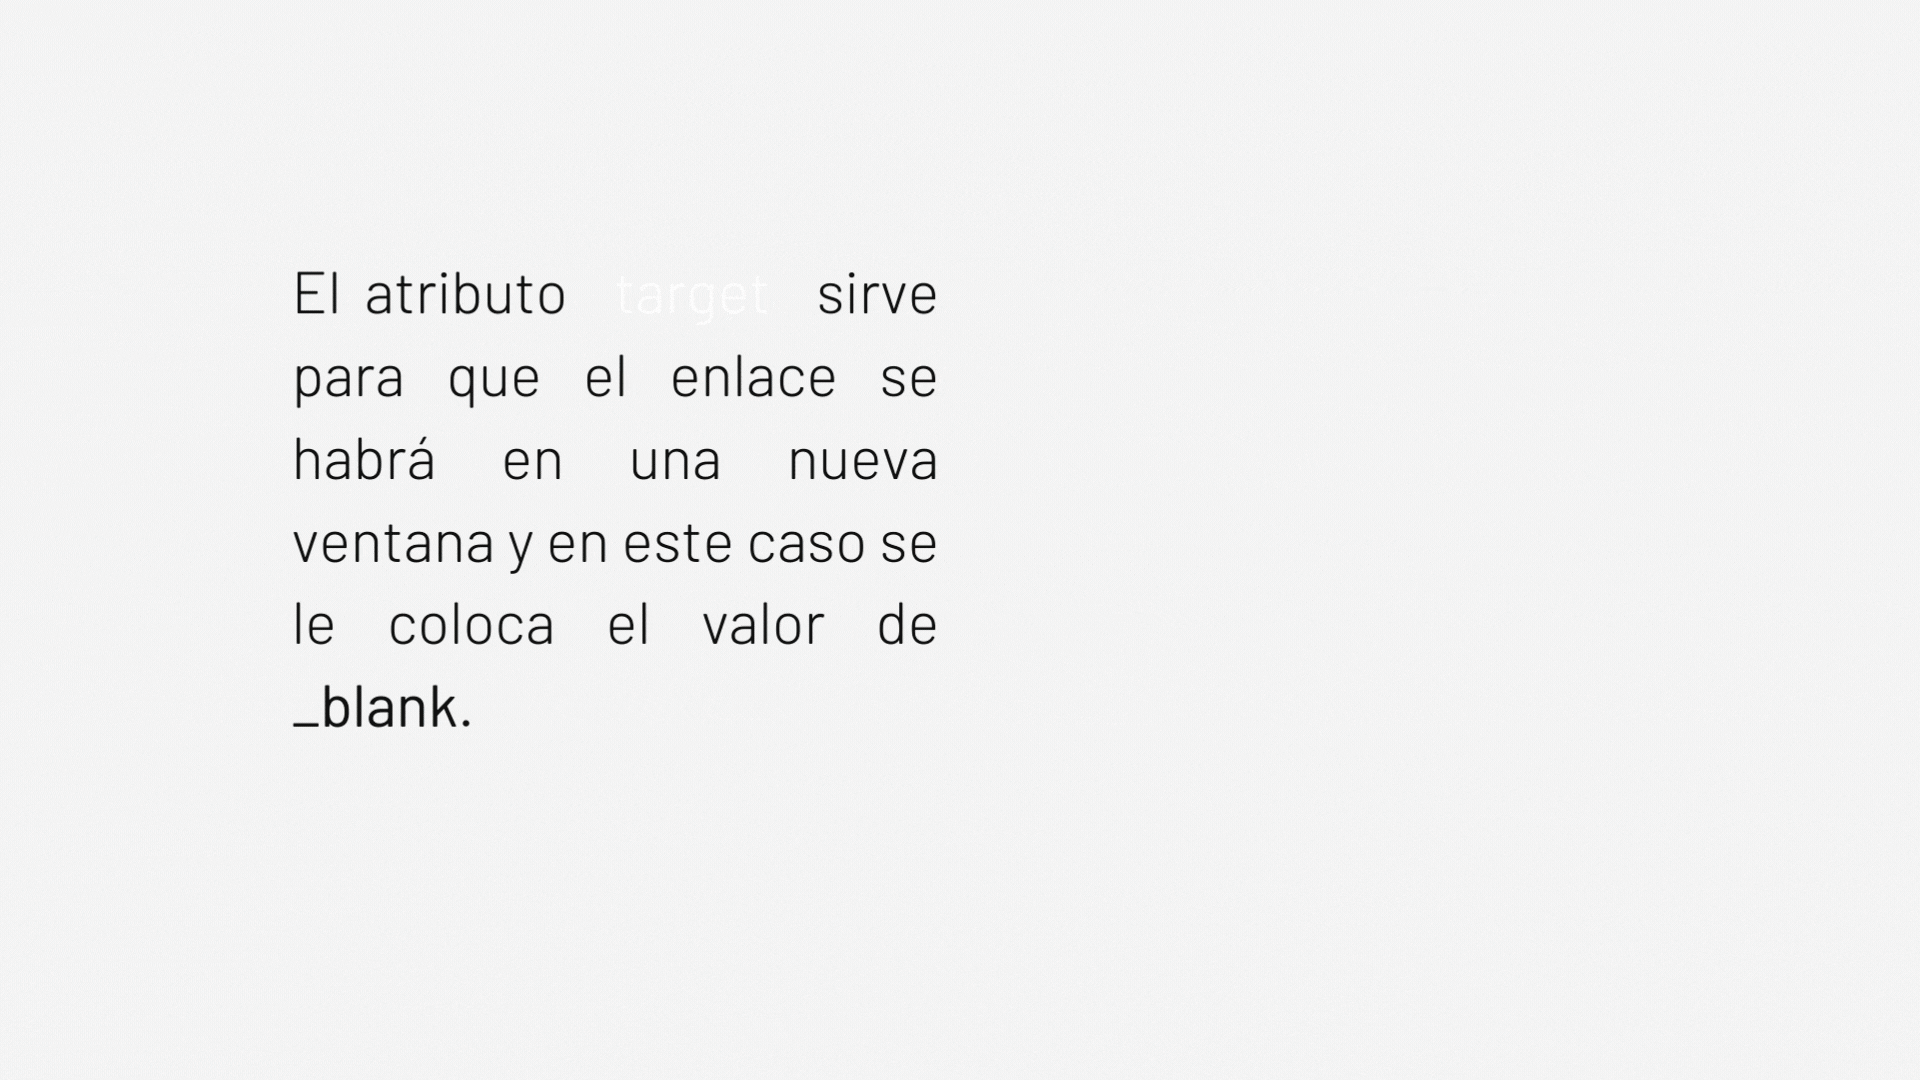 El atributo target sirve
para que el enlace se
habrá en una nueva
ventana y en este caso se
le coloca el valor de
_blank.